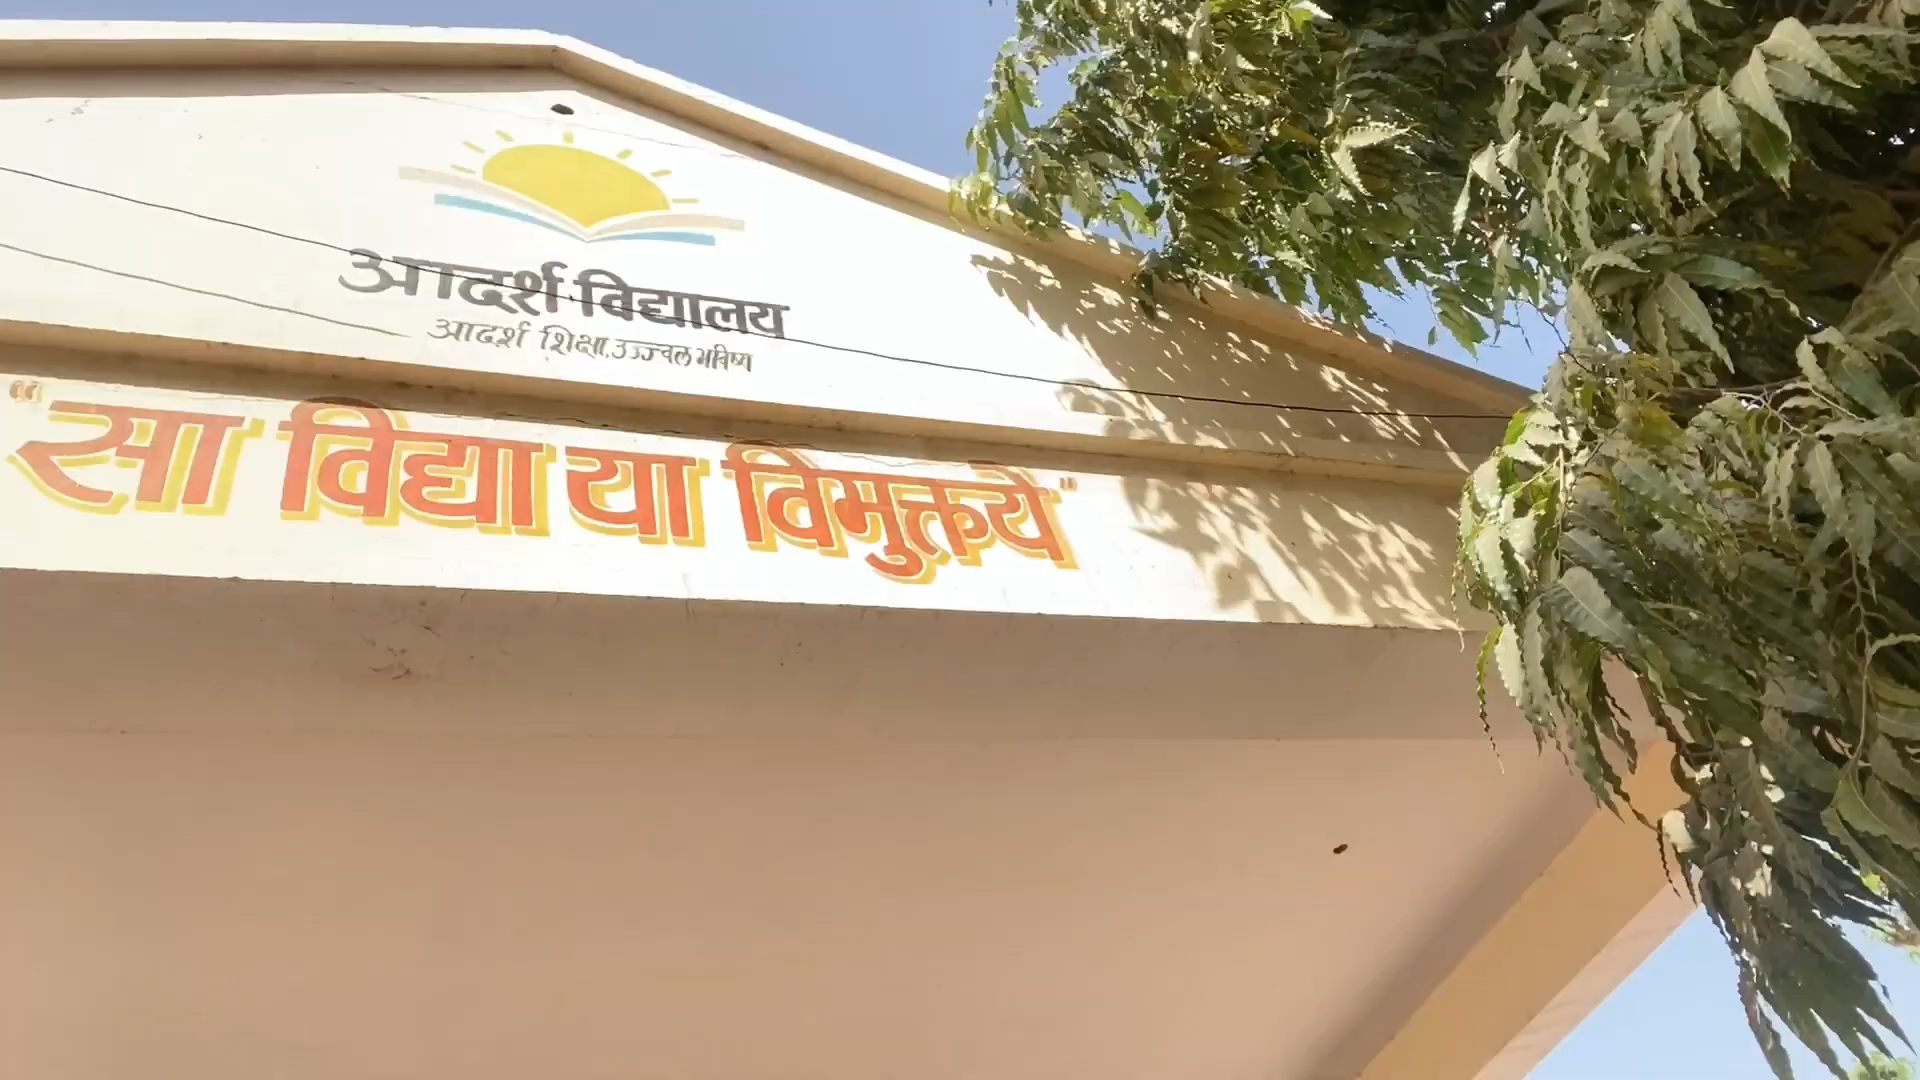 आदर्श विद्यालय
आदर्श शिक्षा, उज्ज्वल भविष्य
"सा विद्या या विमुक्तये"